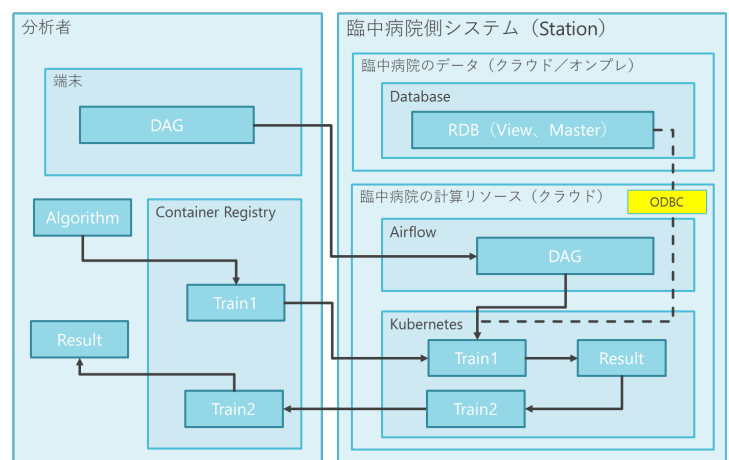 分析者
端末
DAG
Algorithm
Container Registry
Train1
Result
Train2
臨中病院側システム（Station）
臨中病院のデータ（クラウド／オンプレ）
Database
RDB（View、Master）
臨中病院の計算リソース（クラウド）
ODBC
Airflow
DAG
Kubernetes
Train1
Result
Train2